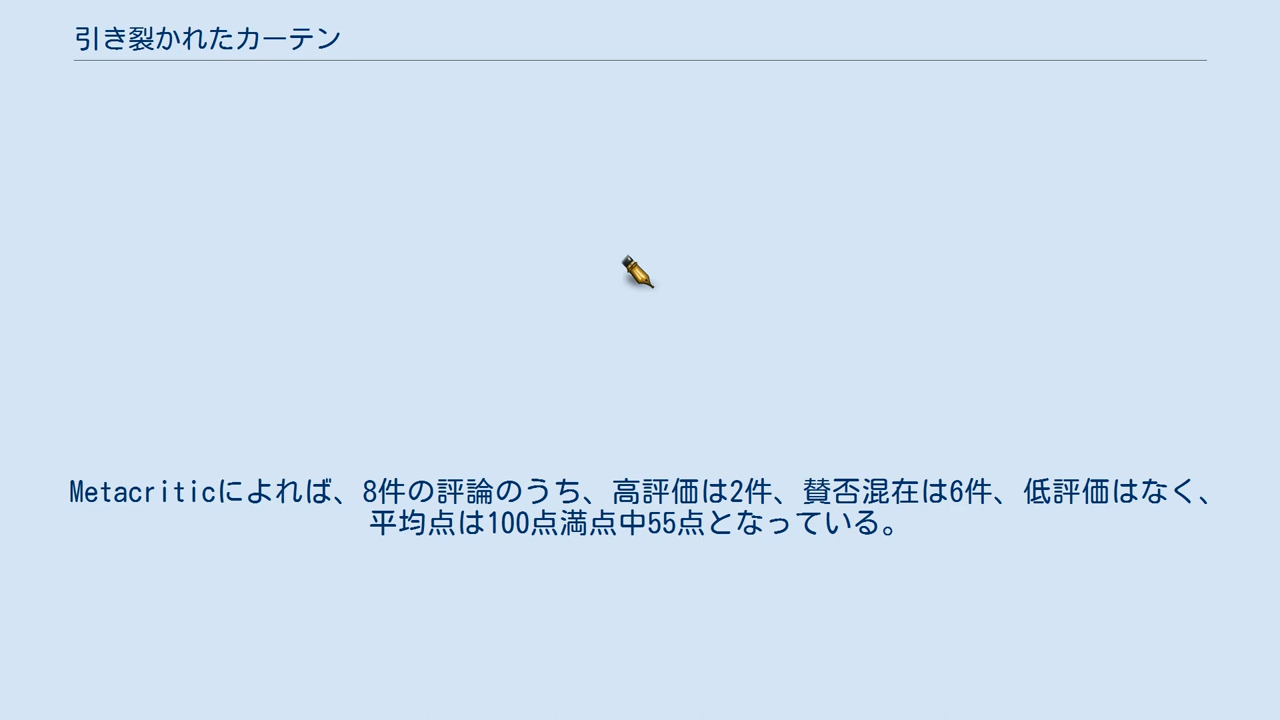 引き裂かれたカーテン
Metacriticによれば、8件の評論のうち、高評価は2件、賛否混在は6件、低評価はなく、
平均点は100点満点中55点となっている。